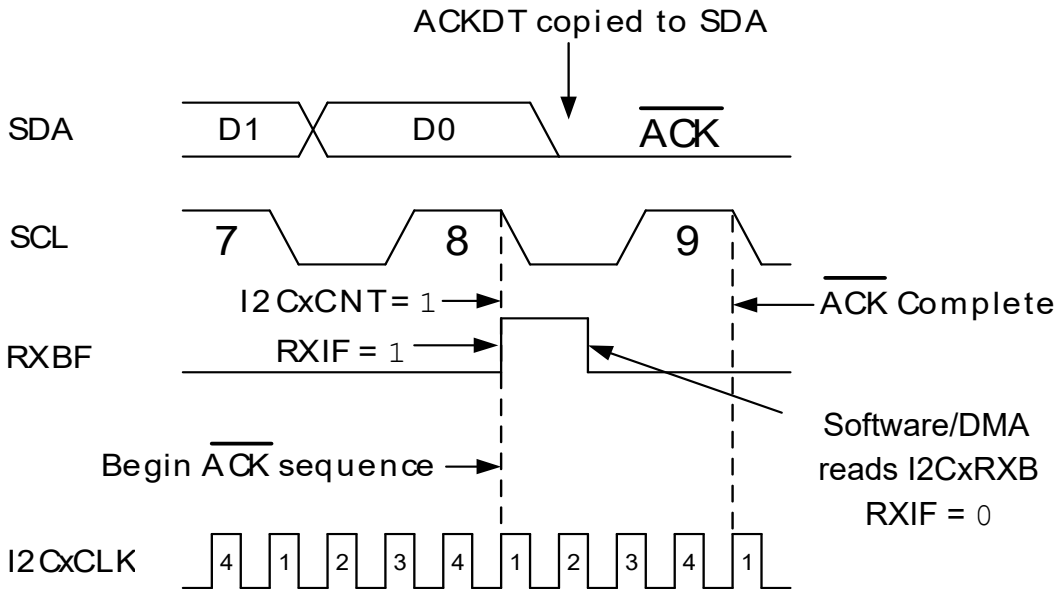 ACKDT copied to SDA
SDA D1 D0 ACK
SCL 7 8 9
I2CxCNT = 1 ACK Complete
RXBF RXIF = 1
Software/DMA
Begin ACK sequence reads I2CxRXB
RXIF = 0
I2CxCLK 4 1 2 3 4 1 2 3 4 1